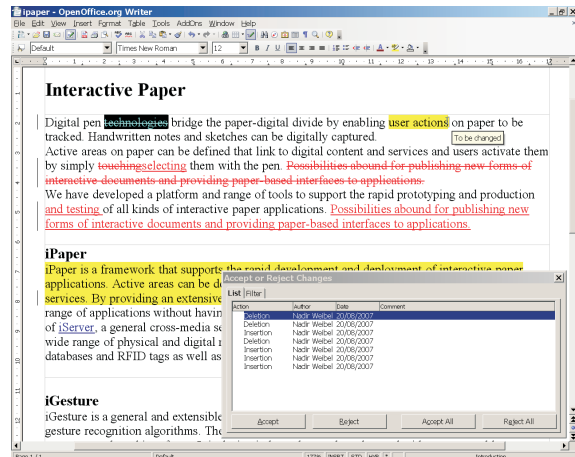 ipaper - OpenOffice.org Writer
File Edit View Insert Format Table Tools AddOns Window Help
Default Times New Roman 12 B I U
Interactive Paper
Digital pen technologies bridge the paper-digital divide by enabling user actions on paper to be
To be changed
tracked. Handwritten notes and sketches can be digitally captured.
Active areas on paper can be defined that link to digital content and services and users activate them
by simply touchingselecting them with the pen. Possibilities abound for publishing new forms of
interactive documents and providing paper-based interfaces to applications.
We have developed a platform and range of tools to support the rapid prototyping and production
and testing of all kinds of interactive paper applications. Possibilities abound for publishing new
forms of interactive documents and providing paper-based interfaces to applications.
iPaper
iPaper is a framework that supports the rapid development and deployment of interactive paper
applications. Active areas can be de
services. By providing an extensive
range of applications without havin
of iServer, a general cross-media se
wide range of physical and digital r
databases and RFID tags as well as
Accept or Reject Changes
List Filter
Action Author Date Comment
Deletion Nadir Weibel 20/08/2007
Deletion Nadir Weibel 20/08/2007
Insertion Nadir Weibel 20/08/2007
Deletion Nadir Weibel 20/08/2007
Insertion Nadir Weibel 20/08/2007
Insertion Nadir Weibel 20/08/2007
Insertion Nadir Weibel 20/08/2007
Accept Reject Accept All Reject All
iGesture
iGesture is a general and extensible
gesture recognition algorithms. The
Page 1 / 1 Default 177% INSRT STD HYP * Introduction